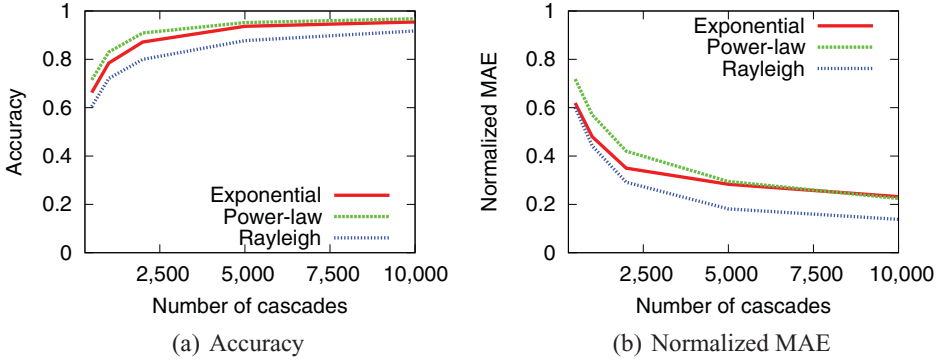 Accuracy
1
0.8
0.6
0.4
0.2
0
Exponential
Power-law
Rayleigh
2,500 5,000 7,500 10,000
Number of cascades
(a) Accuracy
Normalized MAE
1
0.8
0.6
0.4
0.2
0
Exponential
Power-law
Rayleigh
2,500 5,000 7,500 10,000
Number of cascades
(b) Normalized MAE